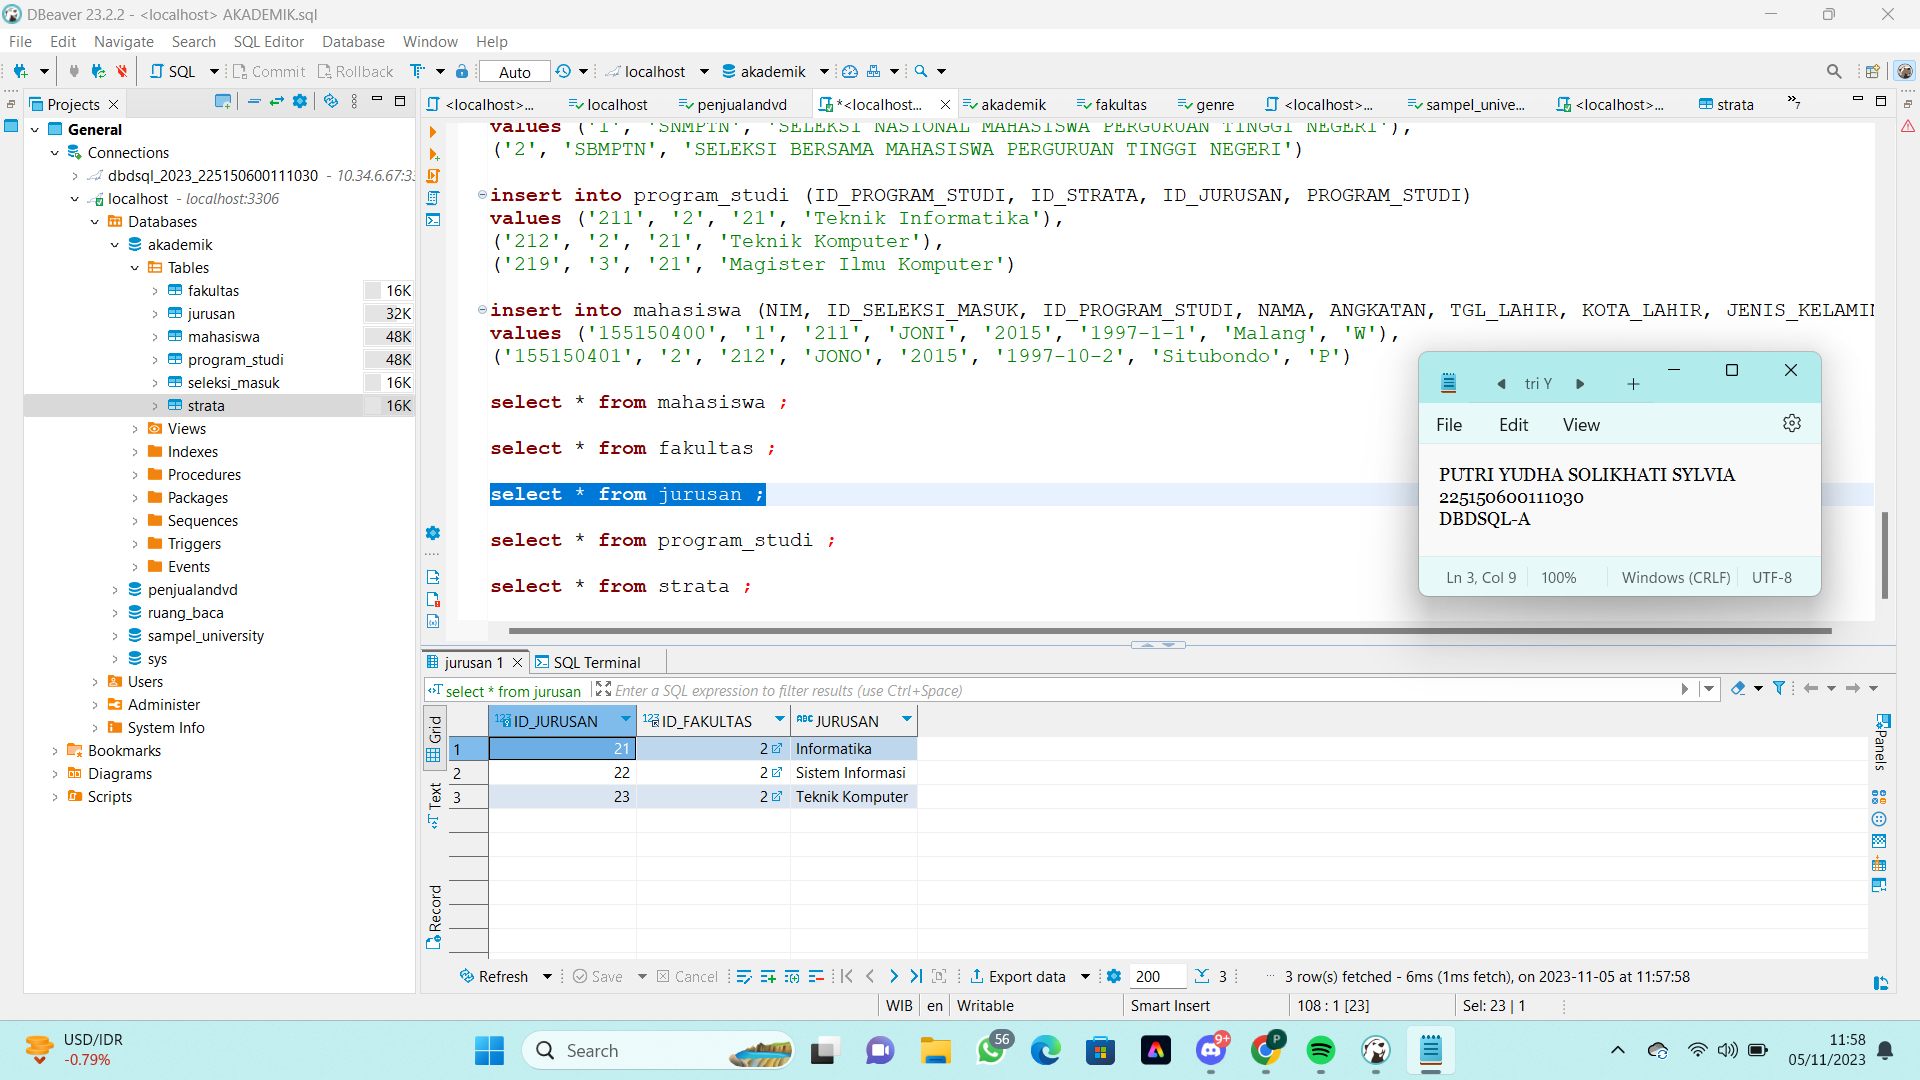 DBeaver 23.2.2 - <localhost> AKADEMIK.sql
File Edit Navigate Search SQL Editor Database Window Help
SQL Commit Rollback Auto localhost akademik
Projects
<localhost>... localhost penjualandvd *<localhost... akademik fakultas genre <localhost>... sampel_unive... <localhost>... strata »7
General
Connections
dbdsql_2023_225150600111030 - 10.34.6.67:33
localhost - localhost:3306
Databases
akademik
Tables
fakultas 16K
jurusan 32K
mahasiswa 48K
program_studi 48K
seleksi_masuk 16K
strata 16K
Views
Indexes
Procedures
Packages
Sequences
Triggers
Events
penjualandvd
ruang_baca
sampel_university
sys
Users
Administer
System Info
Bookmarks
Diagrams
Scripts
values ('1', 'SNMPTN', 'SELEKSI NASIONAL MAHASISWA PERGURUAN TINGGI NEGERI'),
('2', 'SBMPTN', 'SELEKSI BERSAMA MAHASISWA PERGURUAN TINGGI NEGERI')
insert into program_studi (ID_PROGRAM_STUDI, ID_STRATA, ID_JURUSAN, PROGRAM_STUDI)
values ('211', '2', '21', 'Teknik Informatika'),
('212', '2', '21', 'Teknik Komputer'),
('219', '3', '21', 'Magister Ilmu Komputer')
insert into mahasiswa (NIM, ID_SELEKSI_MASUK, ID_PROGRAM_STUDI, NAMA, ANGKATAN, TGL_LAHIR, KOTA_LAHIR, JENIS_KELAMIN
values ('155150400', '1', '211', 'JONI', '2015', '1997-1-1', 'Malang', 'W'),
('155150401', '2', '212', 'JONO', '2015', '1997-10-2', 'Situbondo', 'P')
select * from mahasiswa ;
select * from fakultas ;
select * from jurusan ;
select * from program_studi ;
select * from strata ;
tri Y
File Edit View
PUTRI YUDHA SOLIKHATI SYLVIA
225150600111030
DBDSQL-A
Ln 3, Col 9 100% Windows (CRLF) UTF-8
jurusan 1 SQL Terminal
select * from jurusan Enter a SQL expression to filter results (use Ctrl+Space)
Grid
Text
Record
Panels
123 ID_JURUSAN 123 ID_FAKULTAS ABC JURUSAN
1 21 2 Informatika
2 22 2 Sistem Informasi
3 23 2 Teknik Komputer
Refresh Save Cancel Export data 200 3 3 row(s) fetched - 6ms (1ms fetch), on 2023-11-05 at 11:57:58
WIB en Writable Smart Insert 108 : 1 [23] Sel: 23 | 1
USD/IDR
-0.79%
Search
56
9+
P
11:58
05/11/2023